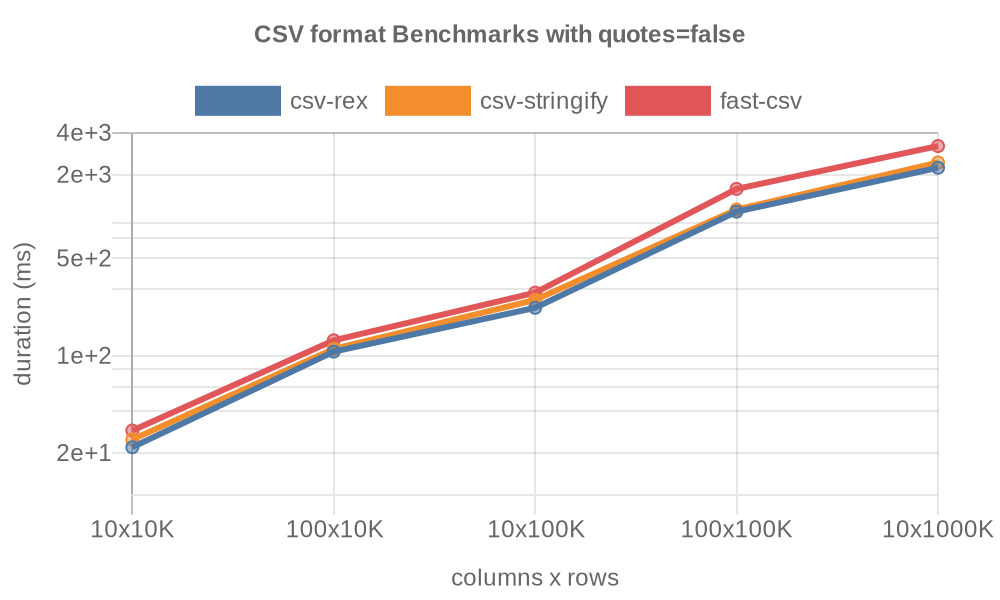 CSV format Benchmarks with quotes=false
csv-rex csv-stringify fast-csv
4e+3
2e+3
5e+2
1e+2
2e+1
duration (ms)
10x10K 100x10K 10x100K 100x100K 10x1000K
columns x rows